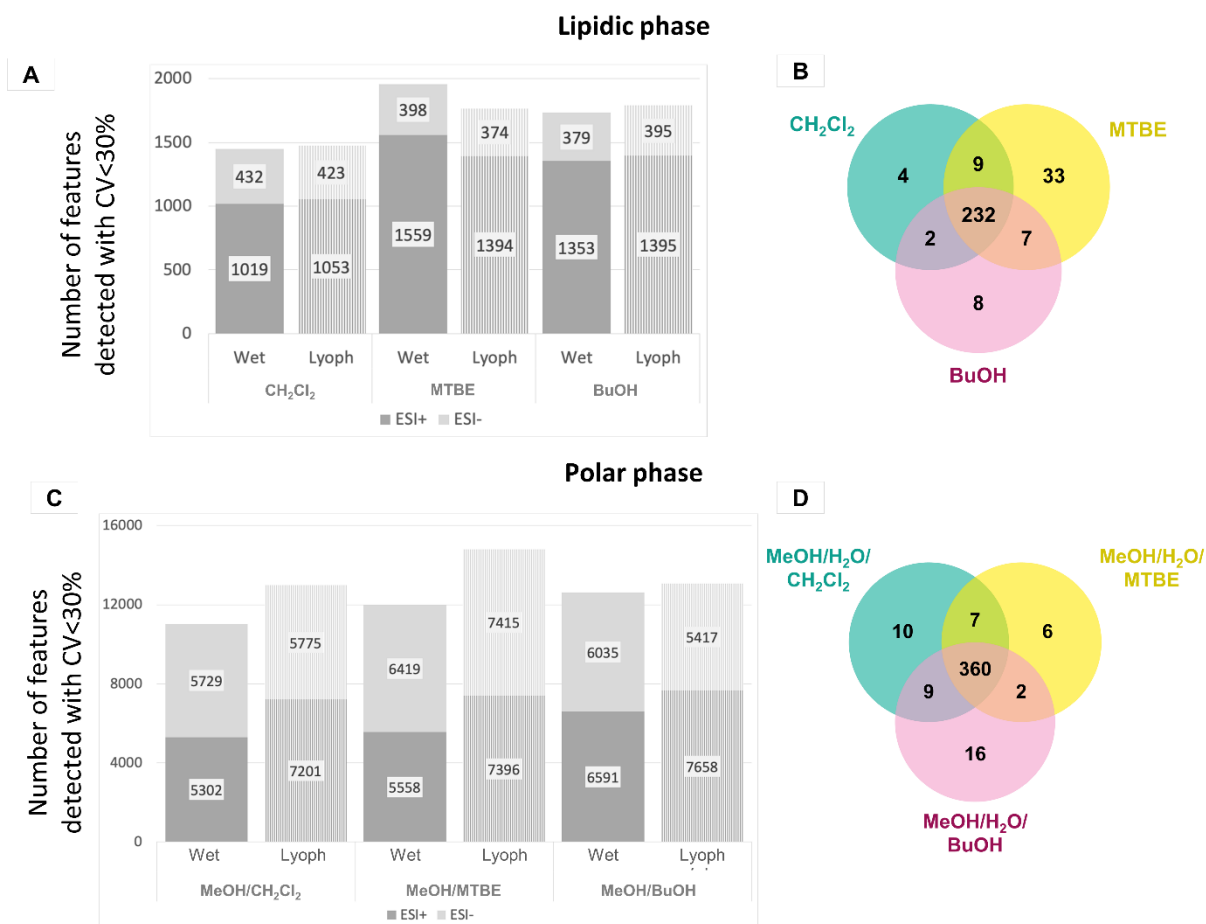 Lipidic phase
A
Number of features
detected with CV<30%
2000
1500
1000
500
0
432
1019
423
1053
398
1559
374
1394
379
1353
395
1395
Wet
Lyoph
Wet
Lyoph
Wet
Lyoph
CH₂Cl₂
MTBE
BuOH
ESI+
ESI-
B
CH₂Cl₂
MTBE
4
9
33
232
2
7
8
BuOH
Polar phase
C
Number of features
detected with CV<30%
16000
12000
8000
4000
0
5729
5302
5775
7201
6419
5558
7415
7396
6035
6591
5417
7658
Wet
Lyoph
Wet
Lyoph
Wet
Lyoph
MeOH/CH₂Cl₂
MeOH/MTBE
MeOH/BuOH
ESI+
ESI-
D
MeOH/H₂O/
CH₂Cl₂
MeOH/H₂O/
MTBE
10
7
6
360
9
2
16
MeOH/H₂O/
BuOH